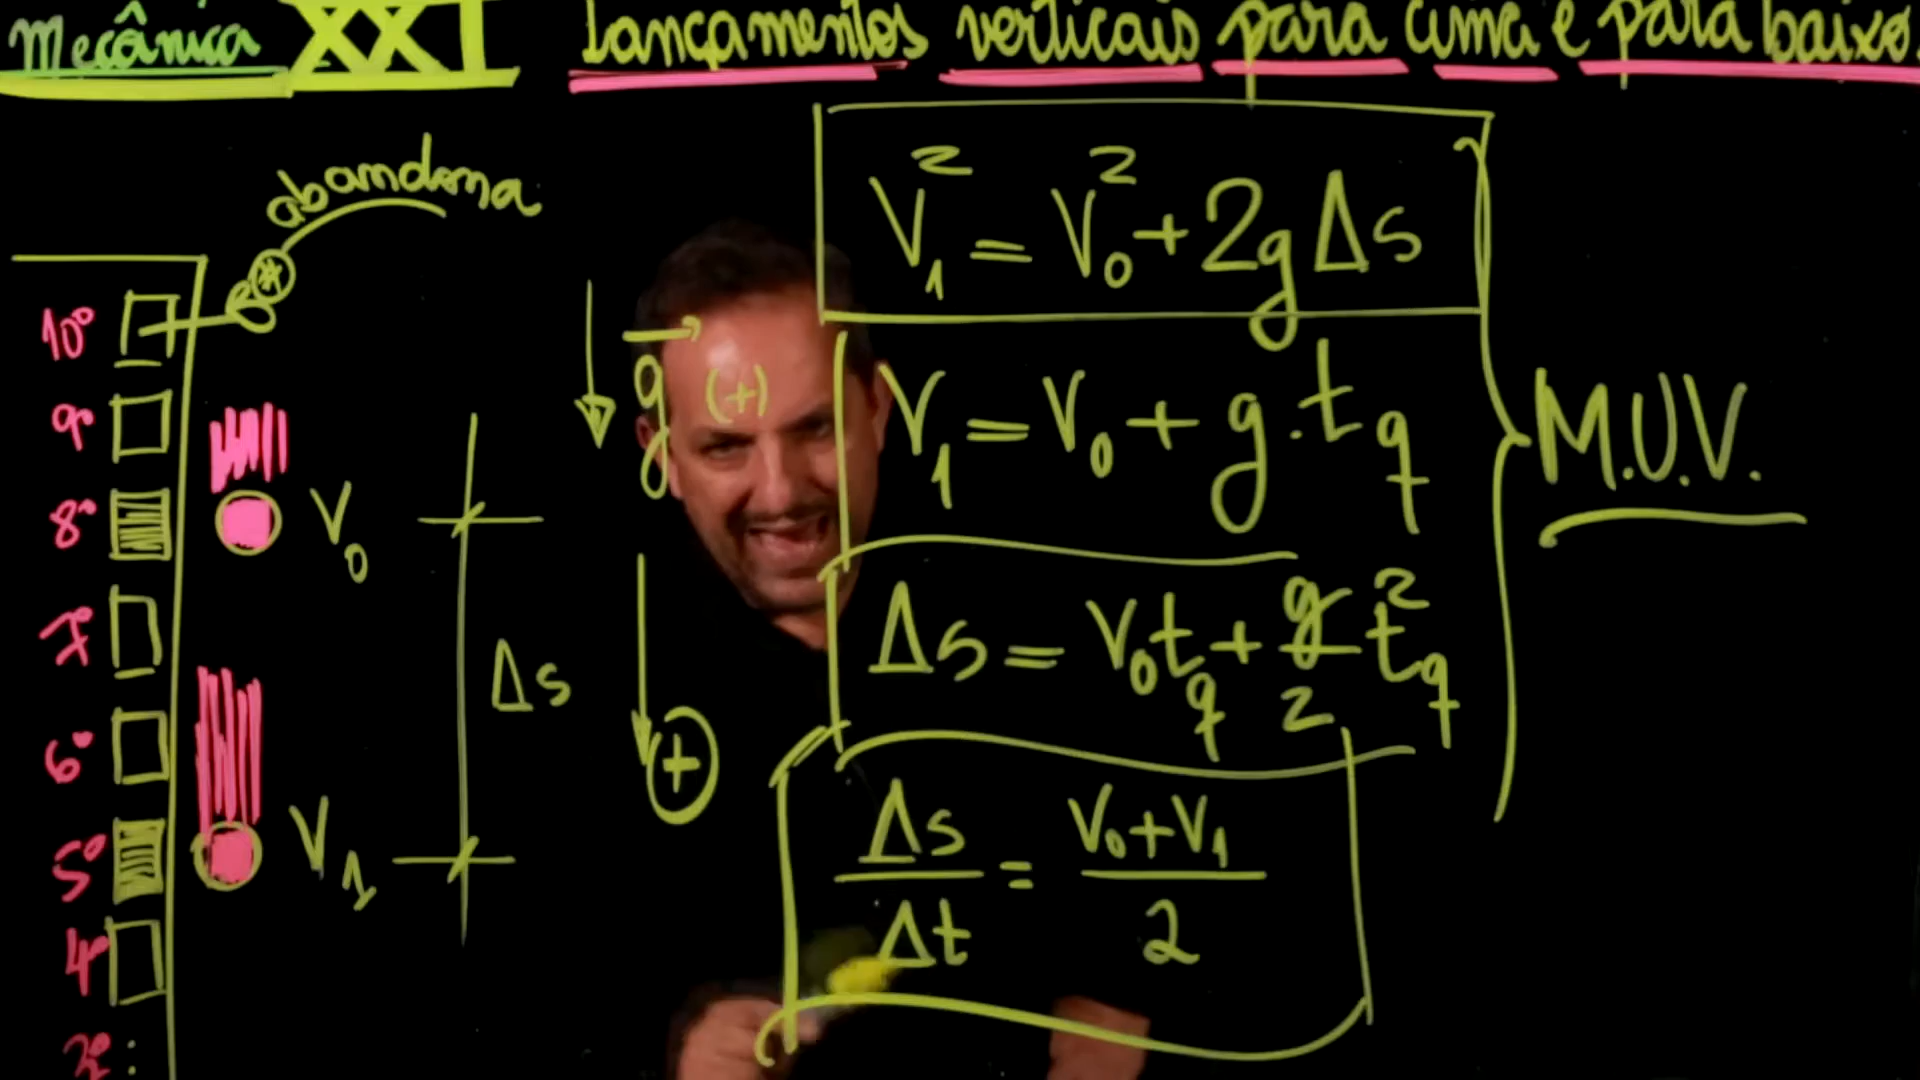 Mecânica XXI Lançamentos verticais para cima e para baixo.
abandona
V₁² = V₀² + 2gΔs
10º
g (+)
V₁ = V₀ + g.tq
M.U.V.
9º
8º
V₀
7º
Δs = V₀tq + g/2 tq²
Δs
6º
+
5º
V₁
Δs/Δt = V₀+V₁/2
4º
2º :